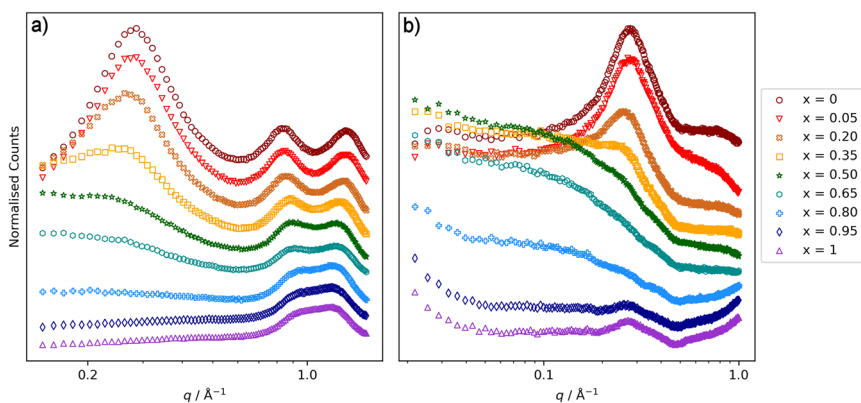 a)
b)
Normalised Counts
0.2
1.0
q / Å⁻¹
0.1
1.0
q / Å⁻¹
x = 0
x = 0.05
x = 0.20
x = 0.35
x = 0.50
x = 0.65
x = 0.80
x = 0.95
x = 1